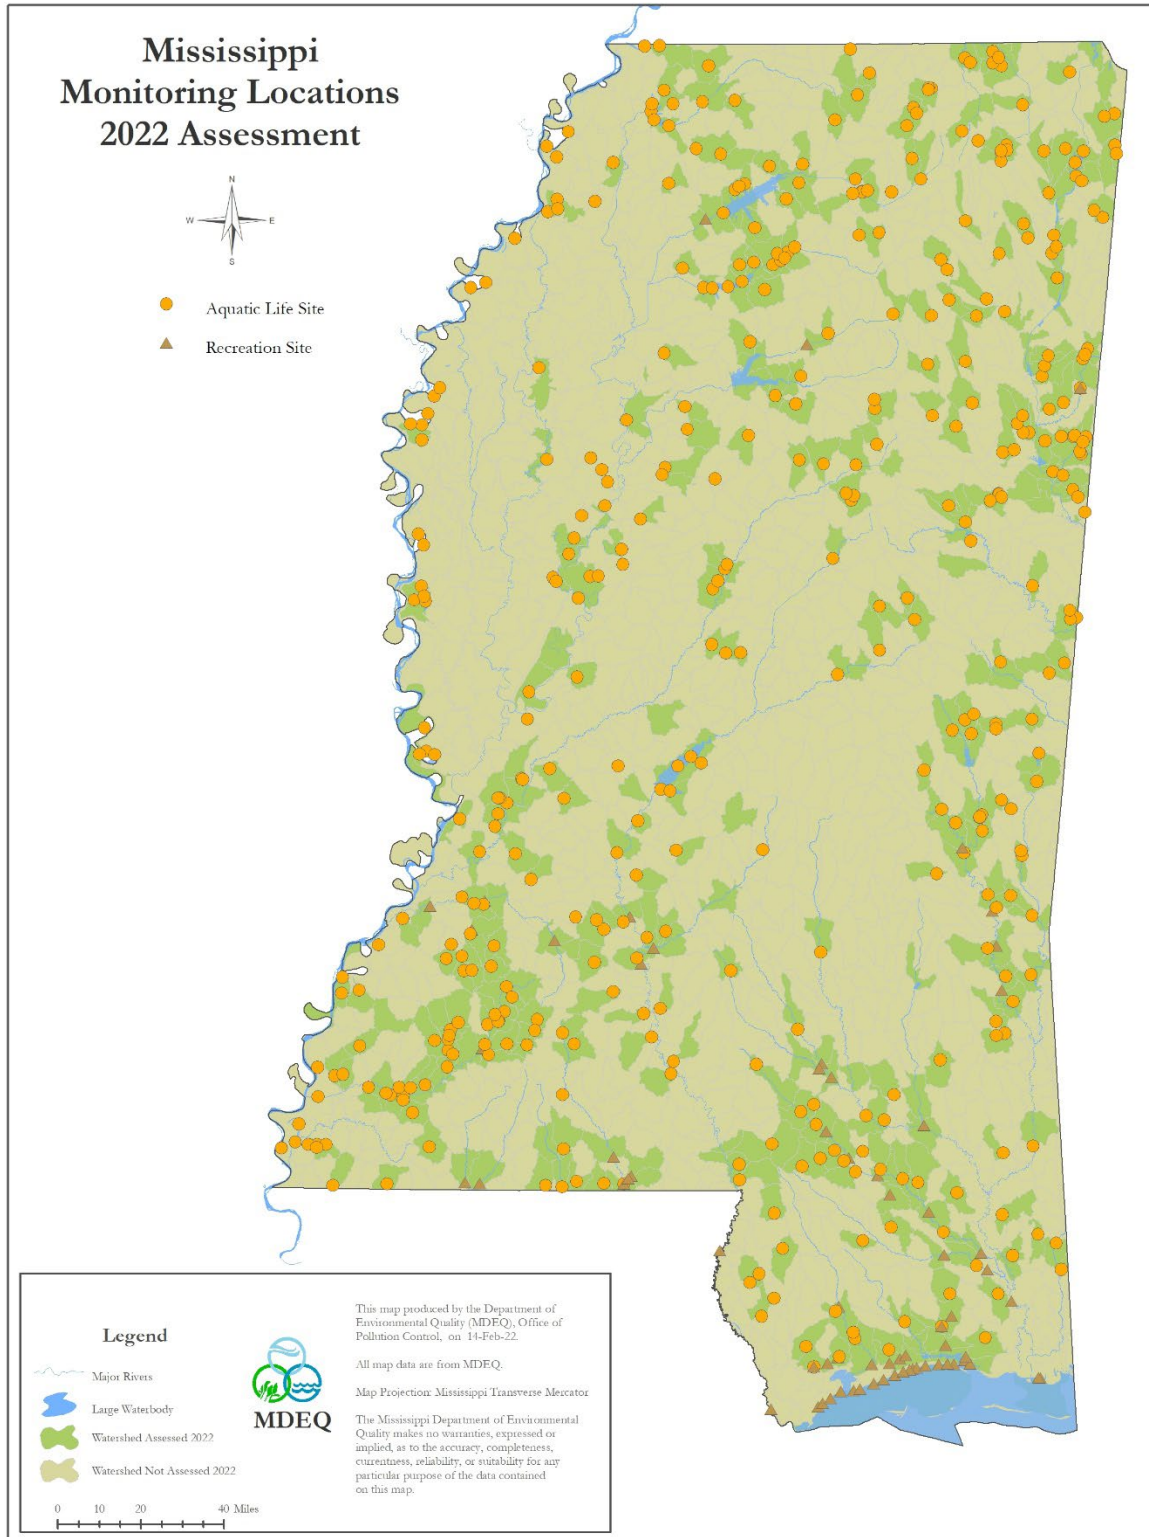 Mississippi
Monitoring Locations
2022 Assessment
N
W E
S
Aquatic Life Site
Recreation Site
Legend
Major Rivers
Large Waterbody
Watershed Assessed 2022
Watershed Not Assessed 2022
0 10 20 40 Miles
MDEQ
This map produced by the Department of
Environmental Quality (MDEQ), Office of
Pollution Control, on 14-Feb-22.
All map data are from MDEQ.
Map Projection: Mississippi Transverse Mercator
The Mississippi Department of Environmental
Quality makes no warranties, expressed or
implied, as to the accuracy, completeness,
currentness, reliability, or suitability for any
particular purpose of the data contained
on this map.